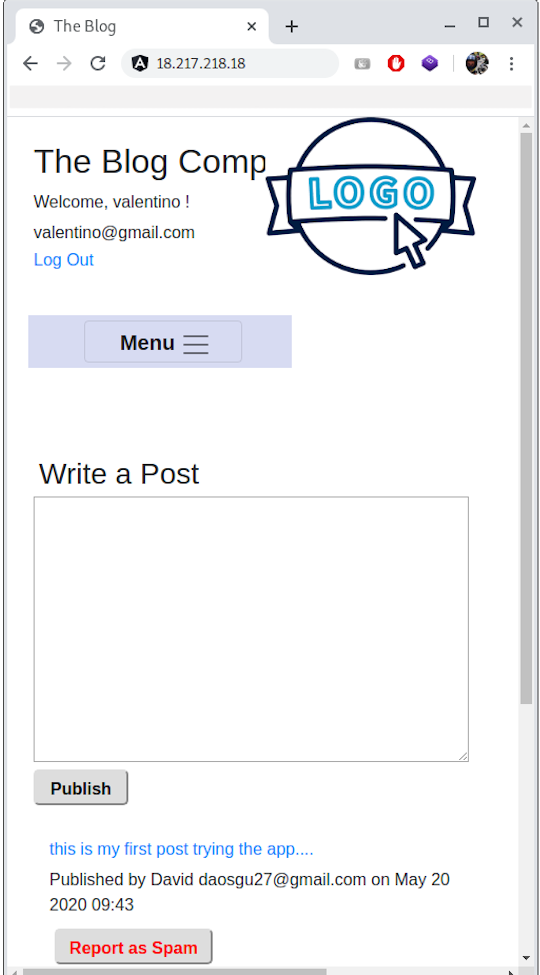 The Blog
18.217.218.18
The Blog Comp
LOGO
Welcome, valentino !
valentino@gmail.com
Log Out
Menu
Write a Post
Publish
this is my first post trying the app....
Published by David daosgu27@gmail.com on May 20
2020 09:43
Report as Spam